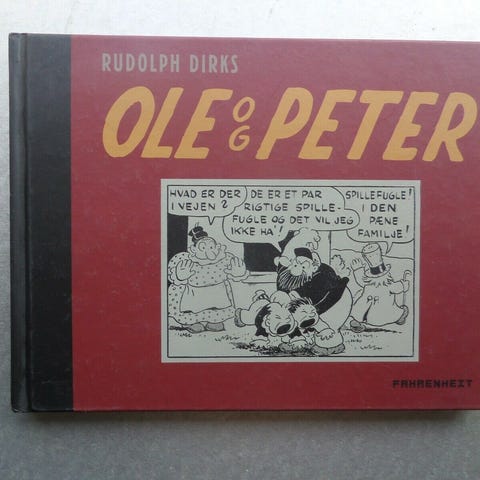 RUDOLPH DIRKS
OLE OG PETER
HVAD ER DER
I VEJEN?
DE ER ET PAR
RIGTIGE SPILLE-
FUGLE OG DET VIL JEG
IKKE HA'!
SPILLEFUGLE!
I DEN
PÆNE
FAMILJE!
FAHRENHEIT